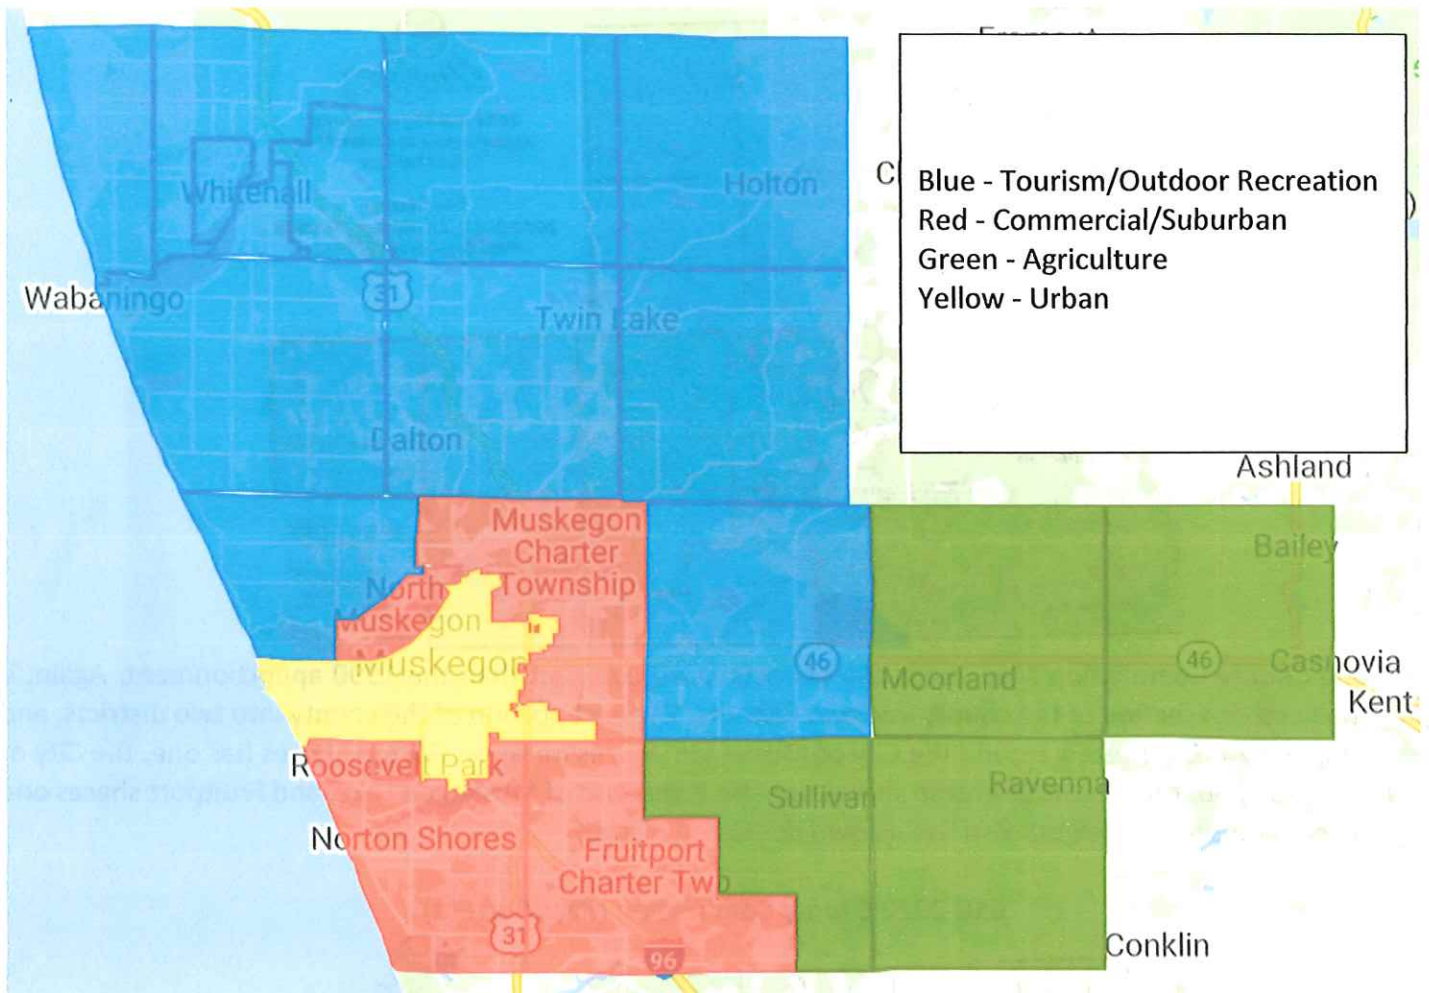 Blue - Tourism/Outdoor Recreation
Red - Commercial/Suburban
Green - Agriculture
Yellow - Urban
Whitehall
Holton
Wabaningo
31
Twin Lake
Dalton
Ashland
Muskegon
Charter
Township
Bailey
North
Muskegon
Muskegon
46
Moorland
46
Casnovia
Kent
Roosevelt Park
Sullivan
Ravenna
Norton Shores
Fruitport
Charter Twp
31
96
Conklin